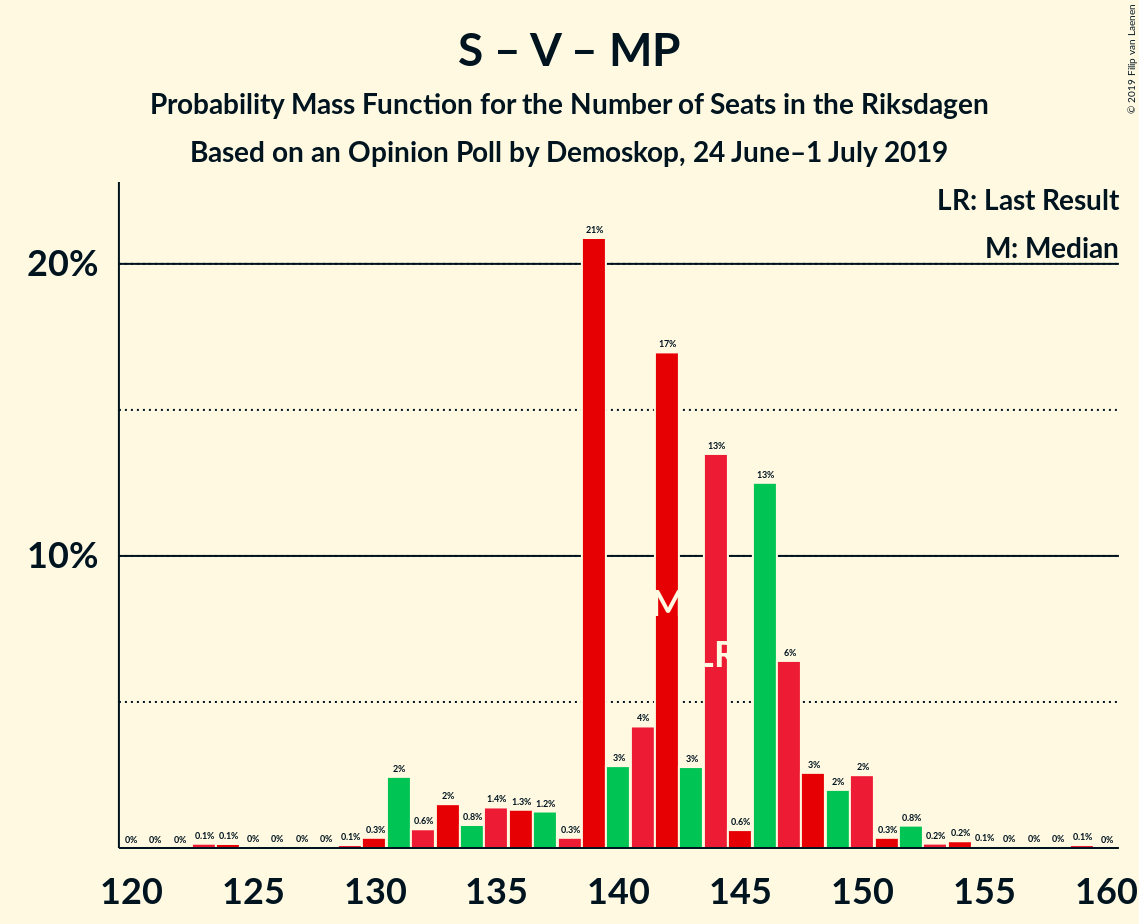 S – V – MP
Probability Mass Function for the Number of Seats in the Riksdagen
Based on an Opinion Poll by Demoskop, 24 June–1 July 2019
© 2019 Filip van Laenen
LR: Last Result
M: Median
20%
10%
0% 0% 0% 0.1% 0.1% 0% 0% 0% 0% 0.1% 0.3% 2% 0.6% 2% 0.8% 1.4% 1.3% 1.2% 0.3% 21% 3% 4% 17% 3% 13% 0.6% 13% 6% 3% 2% 2% 0.3% 0.8% 0.2% 0.2% 0.1% 0% 0% 0% 0.1% 0%
M
LR
120 125 130 135 140 145 150 155 160